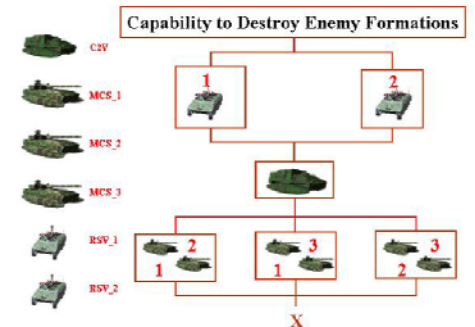 Capability to Destroy Enemy Formations
C2V
MCS_1
MCS_2
MCS_3
RSV_1
RSV_2
1
2
2
1
3
1
3
2
X